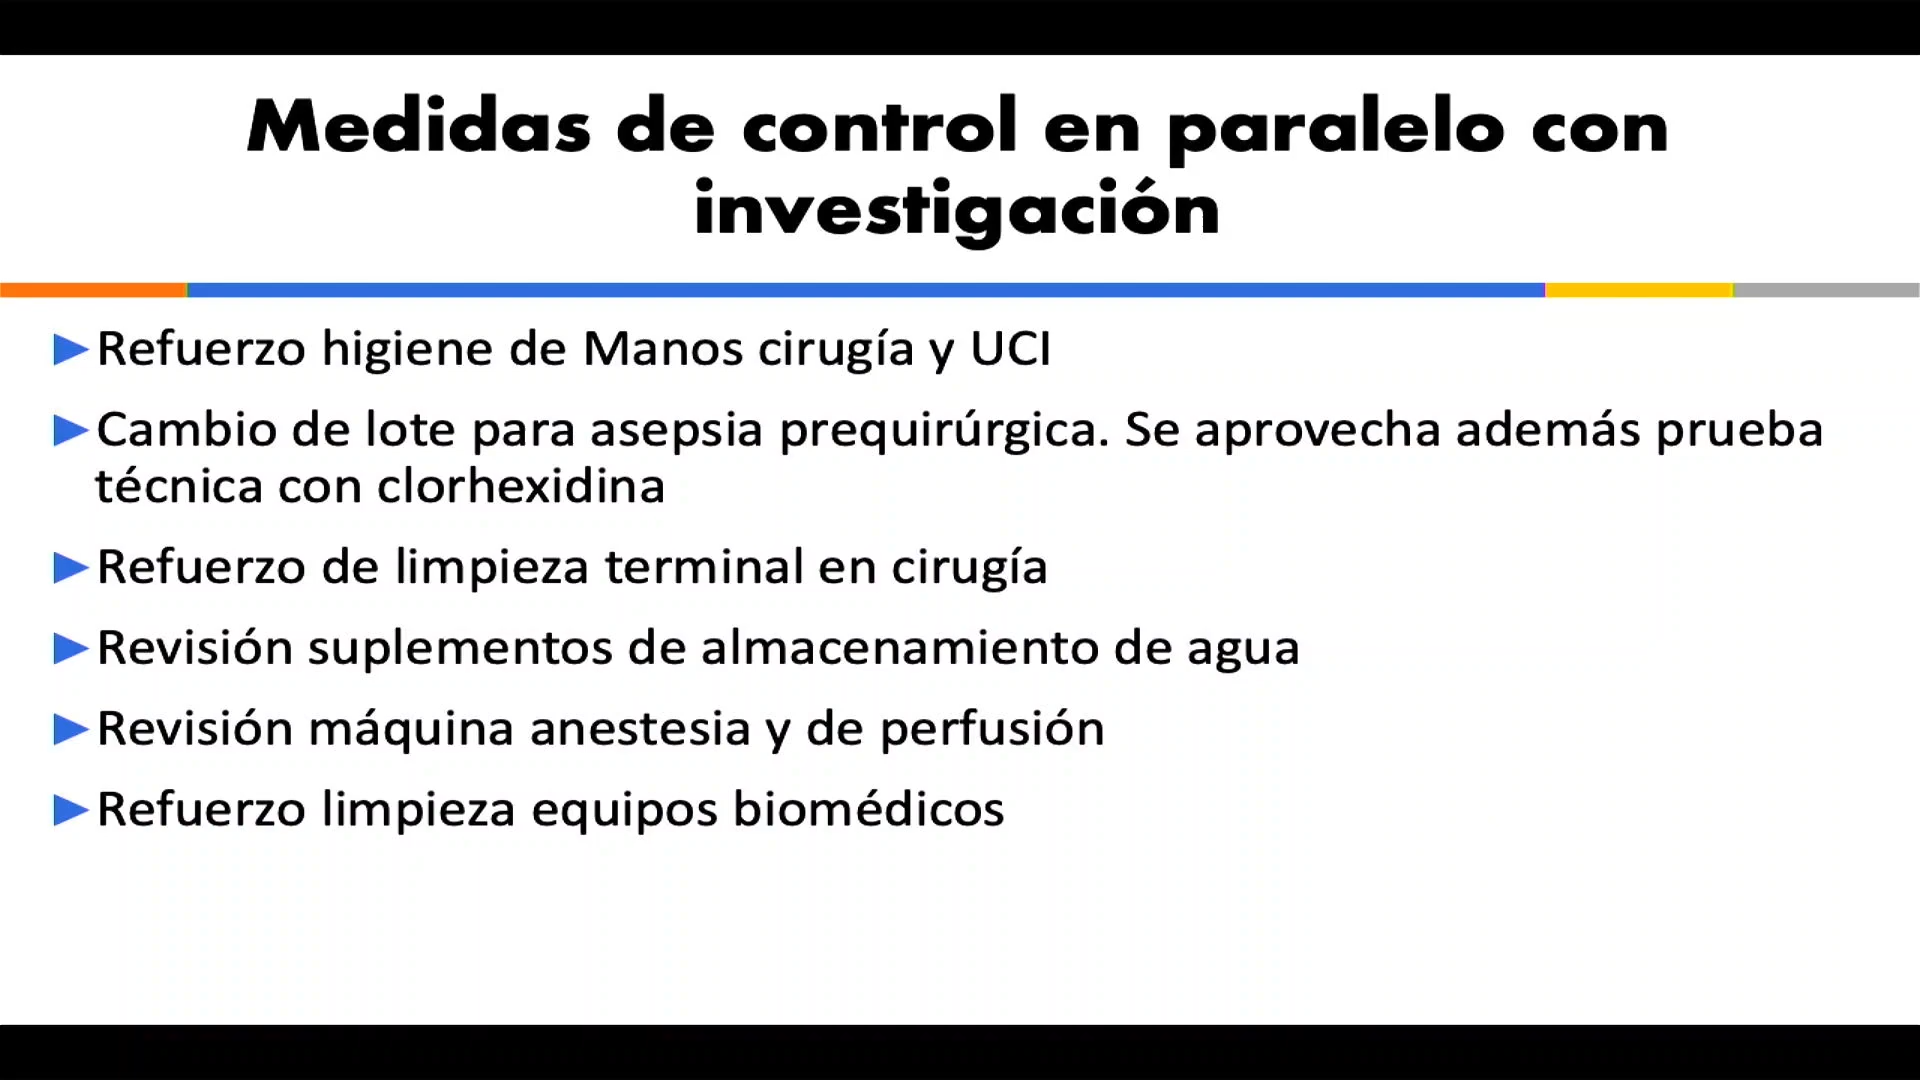 Medidas de control en paralelo con
investigación
Refuerzo higiene de Manos cirugía y UCI
Cambio de lote para asepsia prequirúrgica. Se aprovecha además prueba
técnica con clorhexidina
Refuerzo de limpieza terminal en cirugía
Revisión suplementos de almacenamiento de agua
Revisión máquina anestesia y de perfusión
Refuerzo limpieza equipos biomédicos